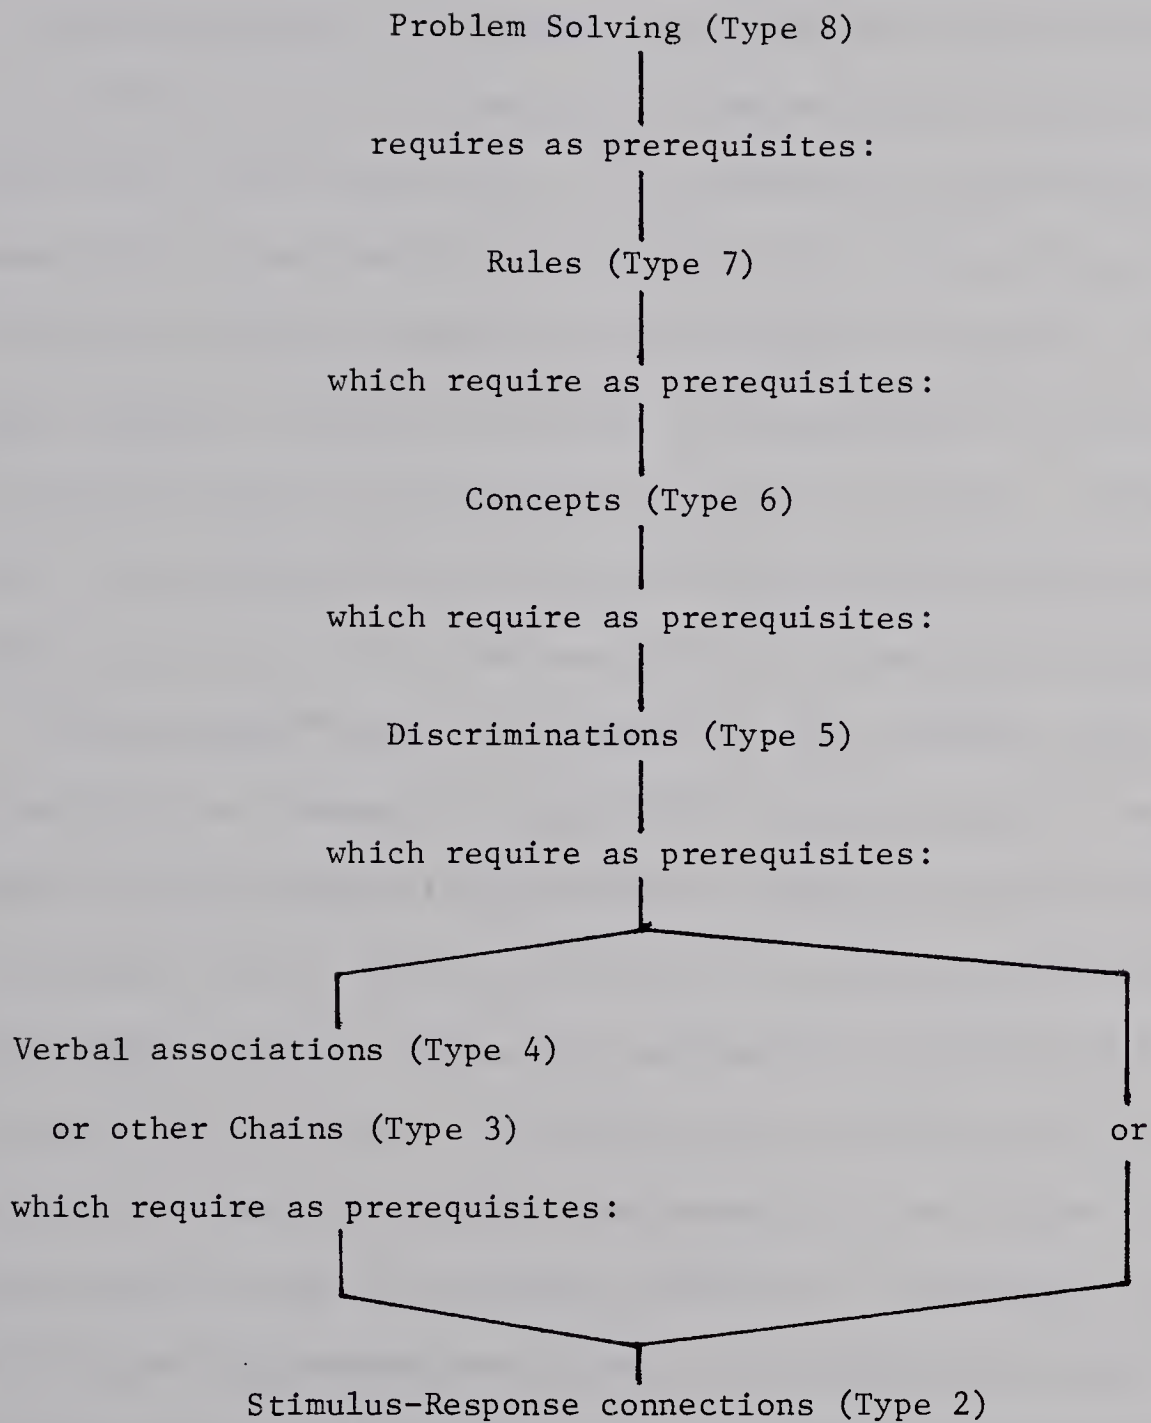 Problem Solving (Type 8)
requires as prerequisites:
Rules (Type 7)
which require as prerequisites:
Concepts (Type 6)
which require as prerequisites:
Discriminations (Type 5)
which require as prerequisites:
Verbal associations (Type 4)
or other Chains (Type 3)
or
which require as prerequisites:
Stimulus-Response connections (Type 2)